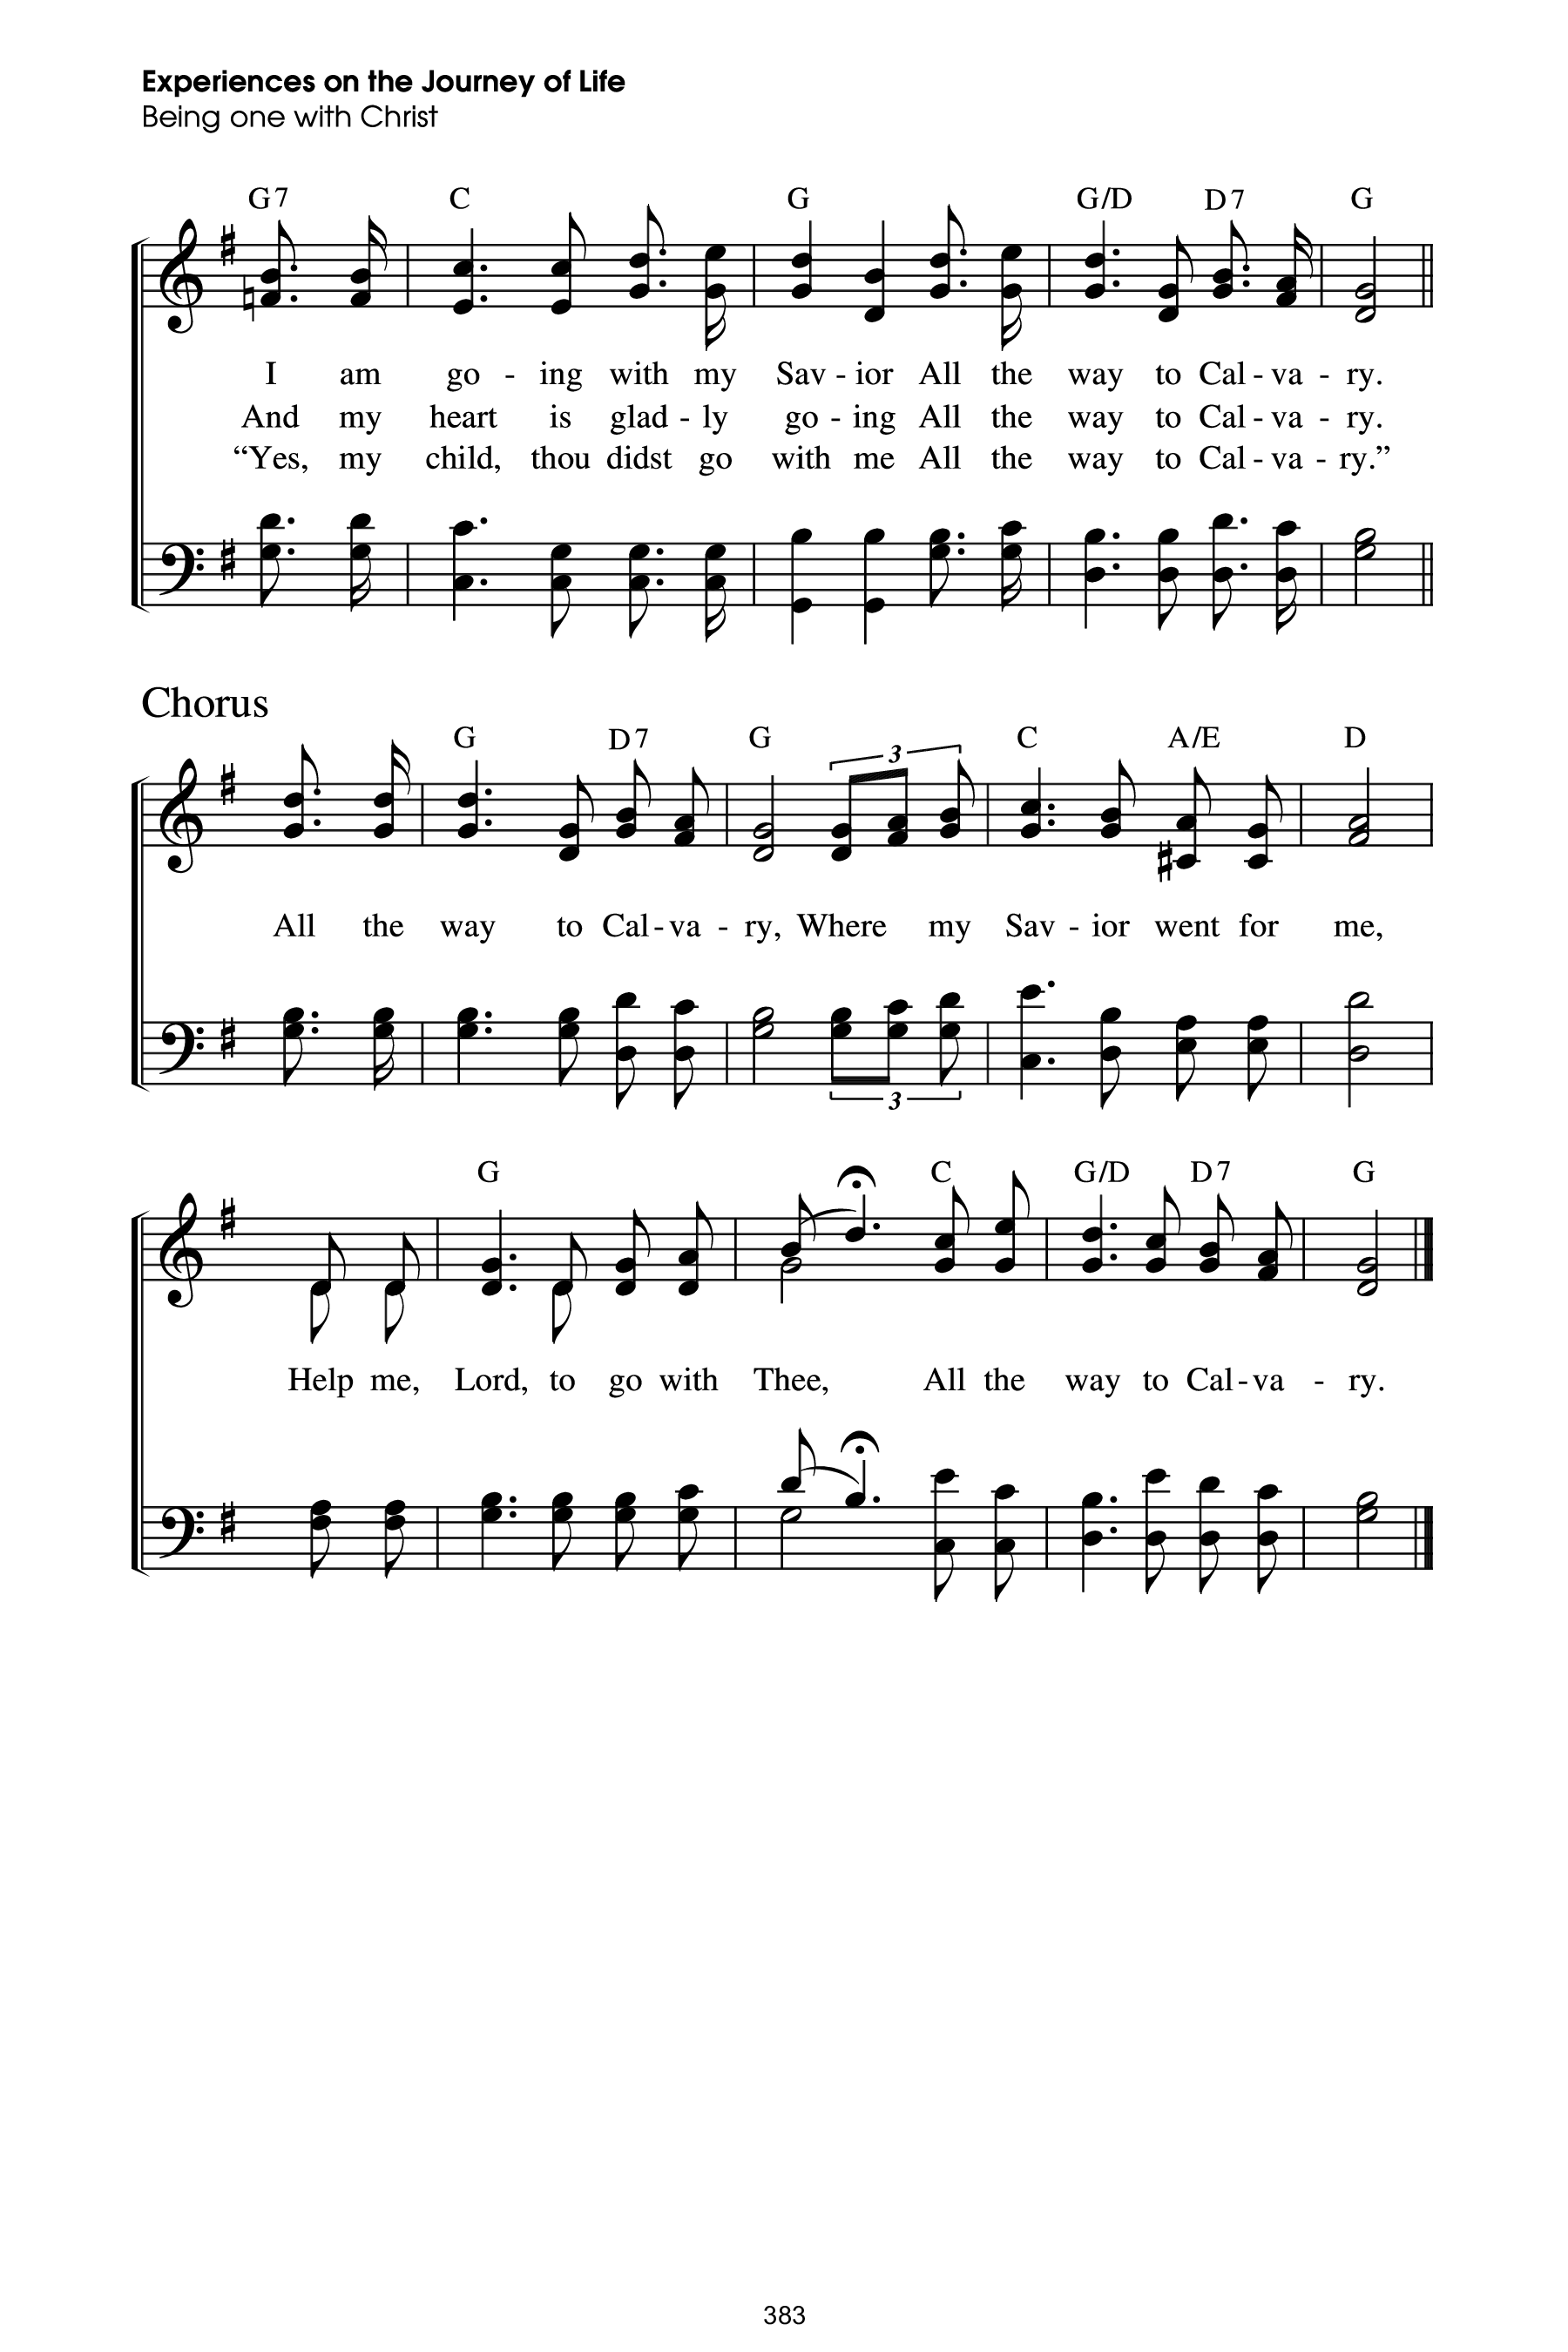 Experiences on the Journey of Life
Being one with Christ
G7 C G G/D D7 G
I am go - ing with my Sav - ior All the way to Cal - va - ry.
And my heart is glad - ly go - ing All the way to Cal - va - ry.
“Yes, my child, thou didst go with me All the way to Cal - va - ry.”
Chorus
G D7 G 3 C A/E D
All the way to Cal - va - ry, Where my Sav - ior went for me,
3
G C G/D D7 G
Help me, Lord, to go with Thee, All the way to Cal - va - ry.
383